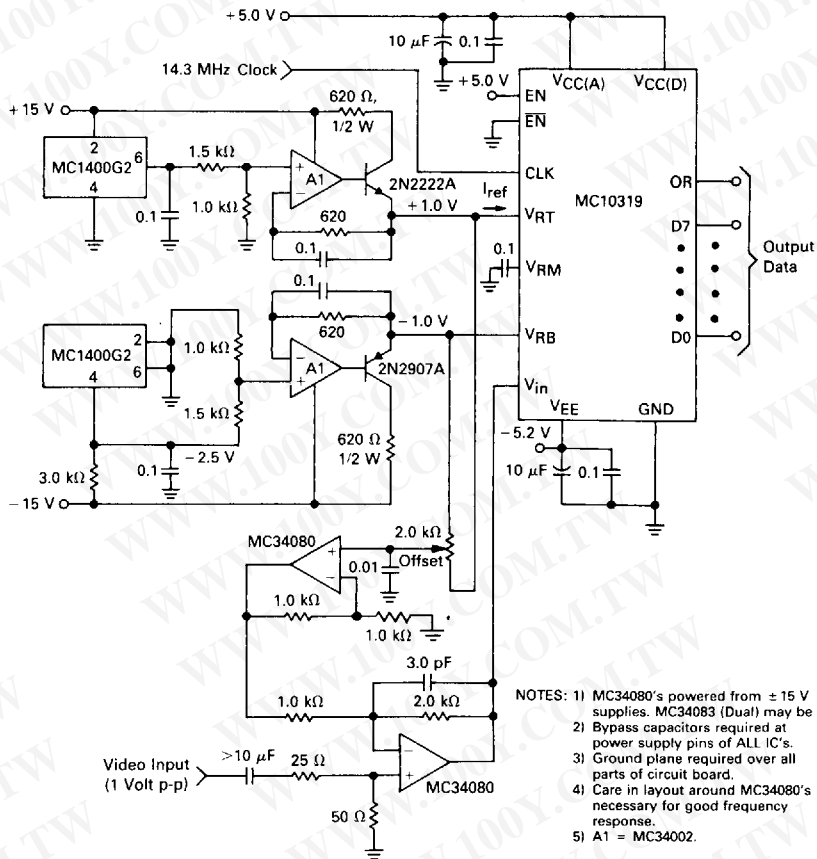 +5.0 V
10 µF
0.1
14.3 MHz Clock
+5.0 V
VCC(A)
VCC(D)
EN
EN
+15 V
620 Ω,
1/2 W
2
MC1400G2
6
4
1.5 kΩ
+
A1
−
2N2222A
CLK
Iref
MC10319
OR
0.1
1.0 kΩ
+1.0 V
VRT
620
0.1
D7
Output
Data
0.1
VRM
0.1
620
−1.0 V
VRB
D0
MC1400G2
2
6
4
1.0 kΩ
−
A1
+
2N2907A
Vin
1.5 kΩ
VEE
GND
−5.2 V
620 Ω
1/2 W
−2.5 V
3.0 kΩ
0.1
10 µF
0.1
−15 V
MC34080
2.0 kΩ
+
−
0.01
Offset
1.0 kΩ
1.0 kΩ
3.0 pF
1.0 kΩ
2.0 kΩ
Video Input
(1 Volt p-p)
>10 µF
25 Ω
−
+
MC34080
50 Ω
NOTES: 1) MC34080's powered from ± 15 V
supplies. MC34083 (Dual) may be
2) Bypass capacitors required at
power supply pins of ALL IC's.
3) Ground plane required over all
parts of circuit board.
4) Care in layout around MC34080's
necessary for good frequency
response.
5) A1 = MC34002.
WWW.100Y.COM.TW